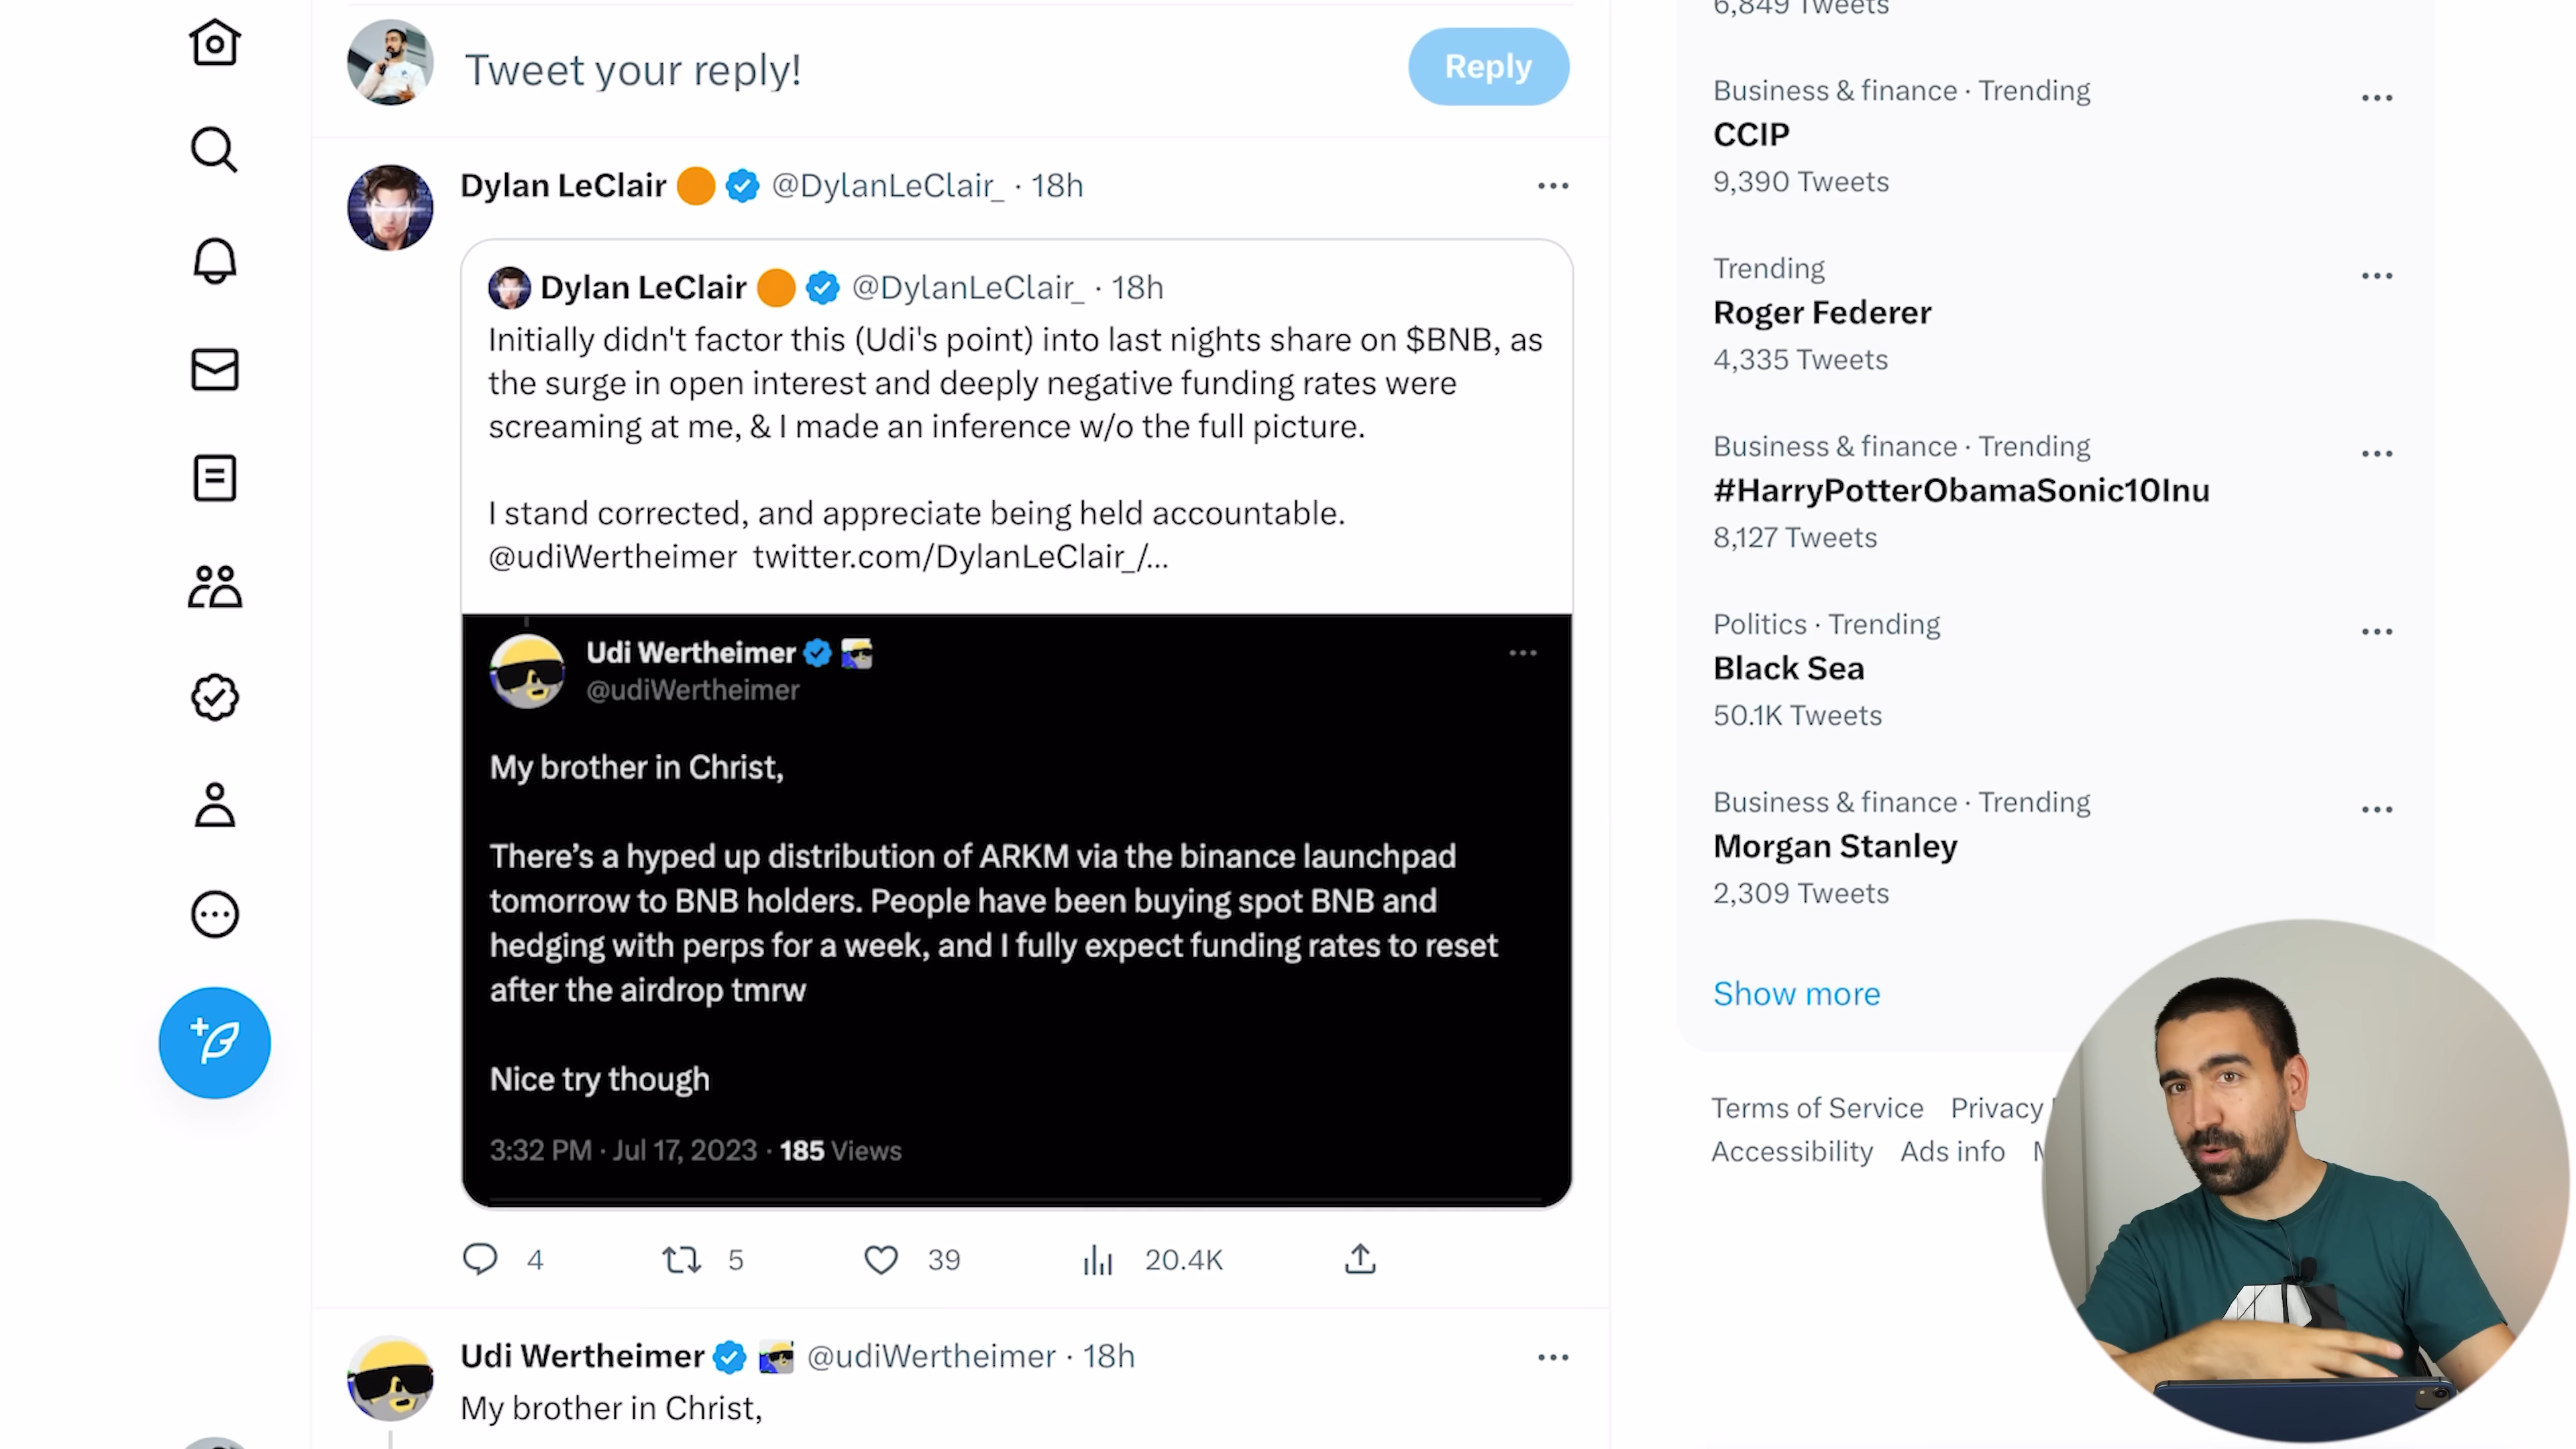 Tweet your reply!
Reply
Dylan LeClair @DylanLeClair_ · 18h
Dylan LeClair @DylanLeClair_ · 18h
Initially didn't factor this (Udi's point) into last nights share on $BNB, as
the surge in open interest and deeply negative funding rates were
screaming at me, & I made an inference w/o the full picture.
I stand corrected, and appreciate being held accountable.
@udiWertheimer twitter.com/DylanLeClair_/...
Udi Wertheimer
@udiWertheimer
My brother in Christ,
There's a hyped up distribution of ARKM via the binance launchpad
tomorrow to BNB holders. People have been buying spot BNB and
hedging with perps for a week, and I fully expect funding rates to reset
after the airdrop tmrw
Nice try though
3:32 PM · Jul 17, 2023 · 185 Views
4 5 39 20.4K
Udi Wertheimer @udiWertheimer · 18h
My brother in Christ,
6,849 Tweets
Business & finance · Trending
CCIP
9,390 Tweets
Trending
Roger Federer
4,335 Tweets
Business & finance · Trending
#HarryPotterObamaSonic10Inu
8,127 Tweets
Politics · Trending
Black Sea
50.1K Tweets
Business & finance · Trending
Morgan Stanley
2,309 Tweets
Show more
Terms of Service Privacy
Accessibility Ads info